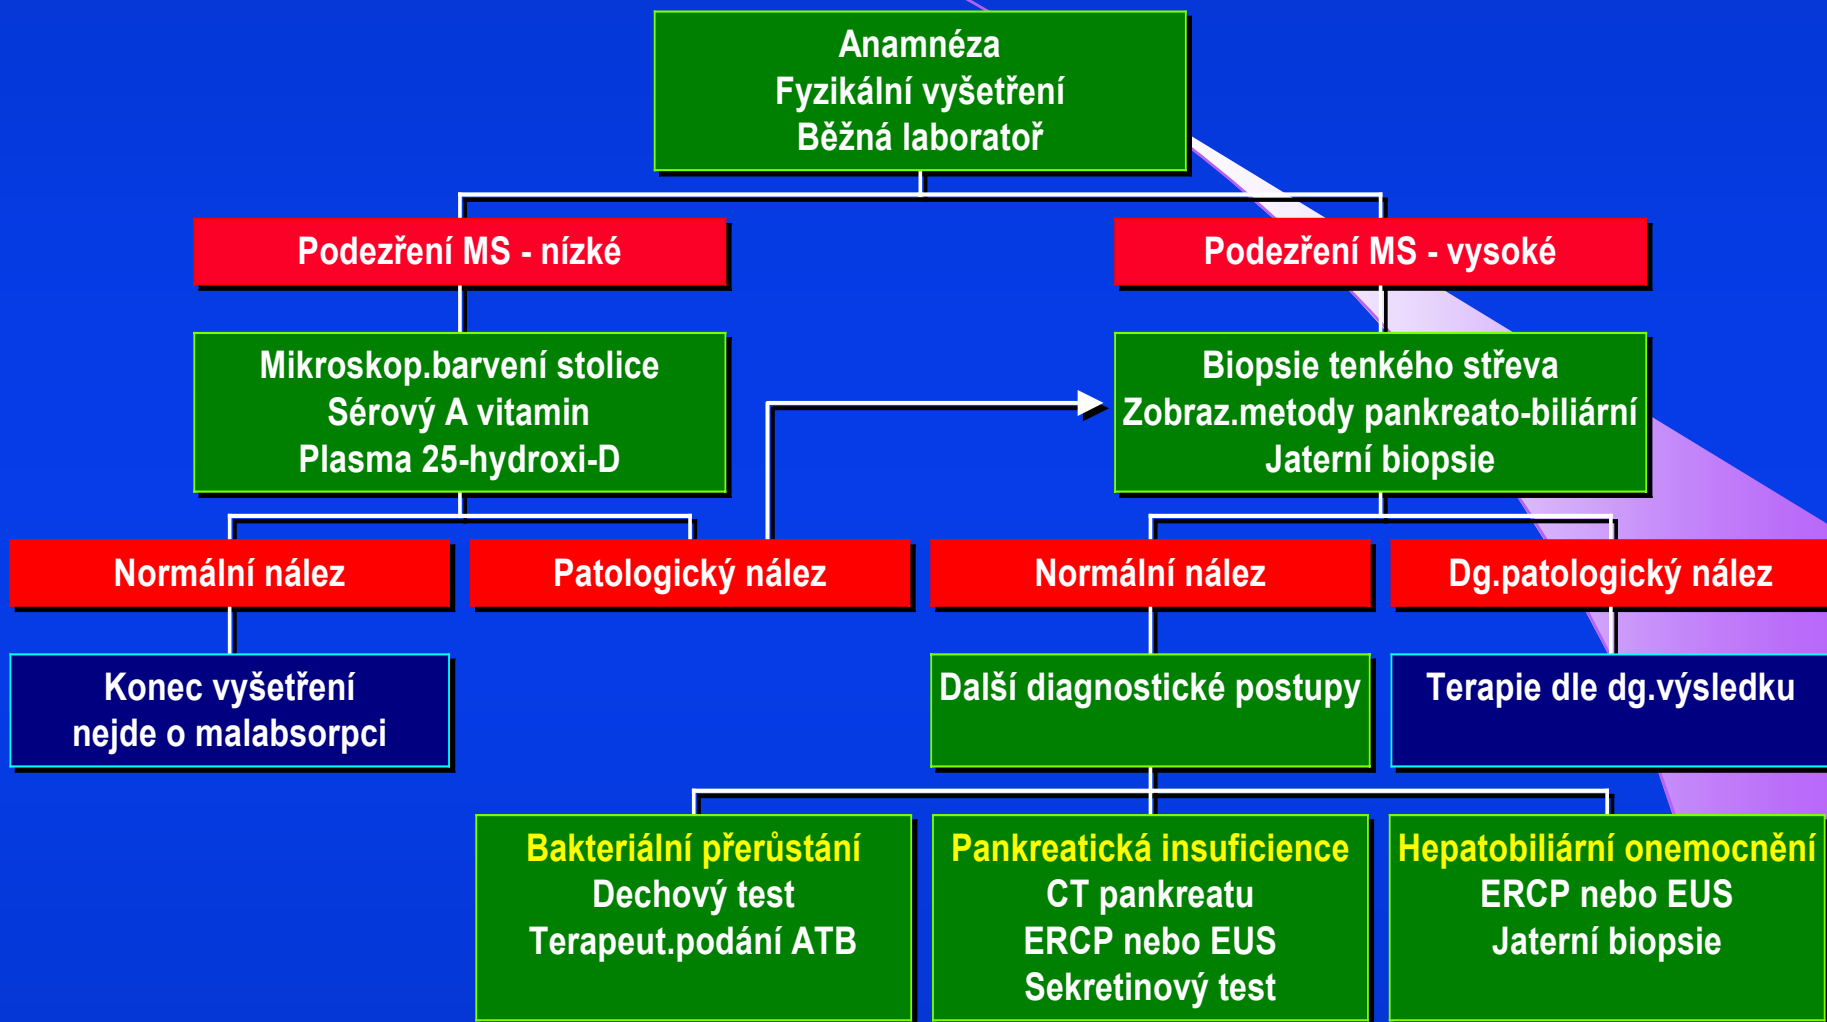 Anamnéza
Fyzikální vyšetření
Běžná laboratoř
Podezření MS - nízké
Podezření MS - vysoké
Mikroskop.barvení stolice
Sérový A vitamin
Plasma 25-hydroxi-D
Biopsie tenkého střeva
Zobraz.metody pankreato-biliární
Jaterní biopsie
Normální nález
Patologický nález
Normální nález
Dg.patologický nález
Konec vyšetření
nejde o malabsorpci
Další diagnostické postupy
Terapie dle dg.výsledku
Bakteriální přerůstání
Dechový test
Terapeut.podání ATB
Pankreatická insuficience
CT pankreatu
ERCP nebo EUS
Sekretinový test
Hepatobiliární onemocnění
ERCP nebo EUS
Jaterní biopsie